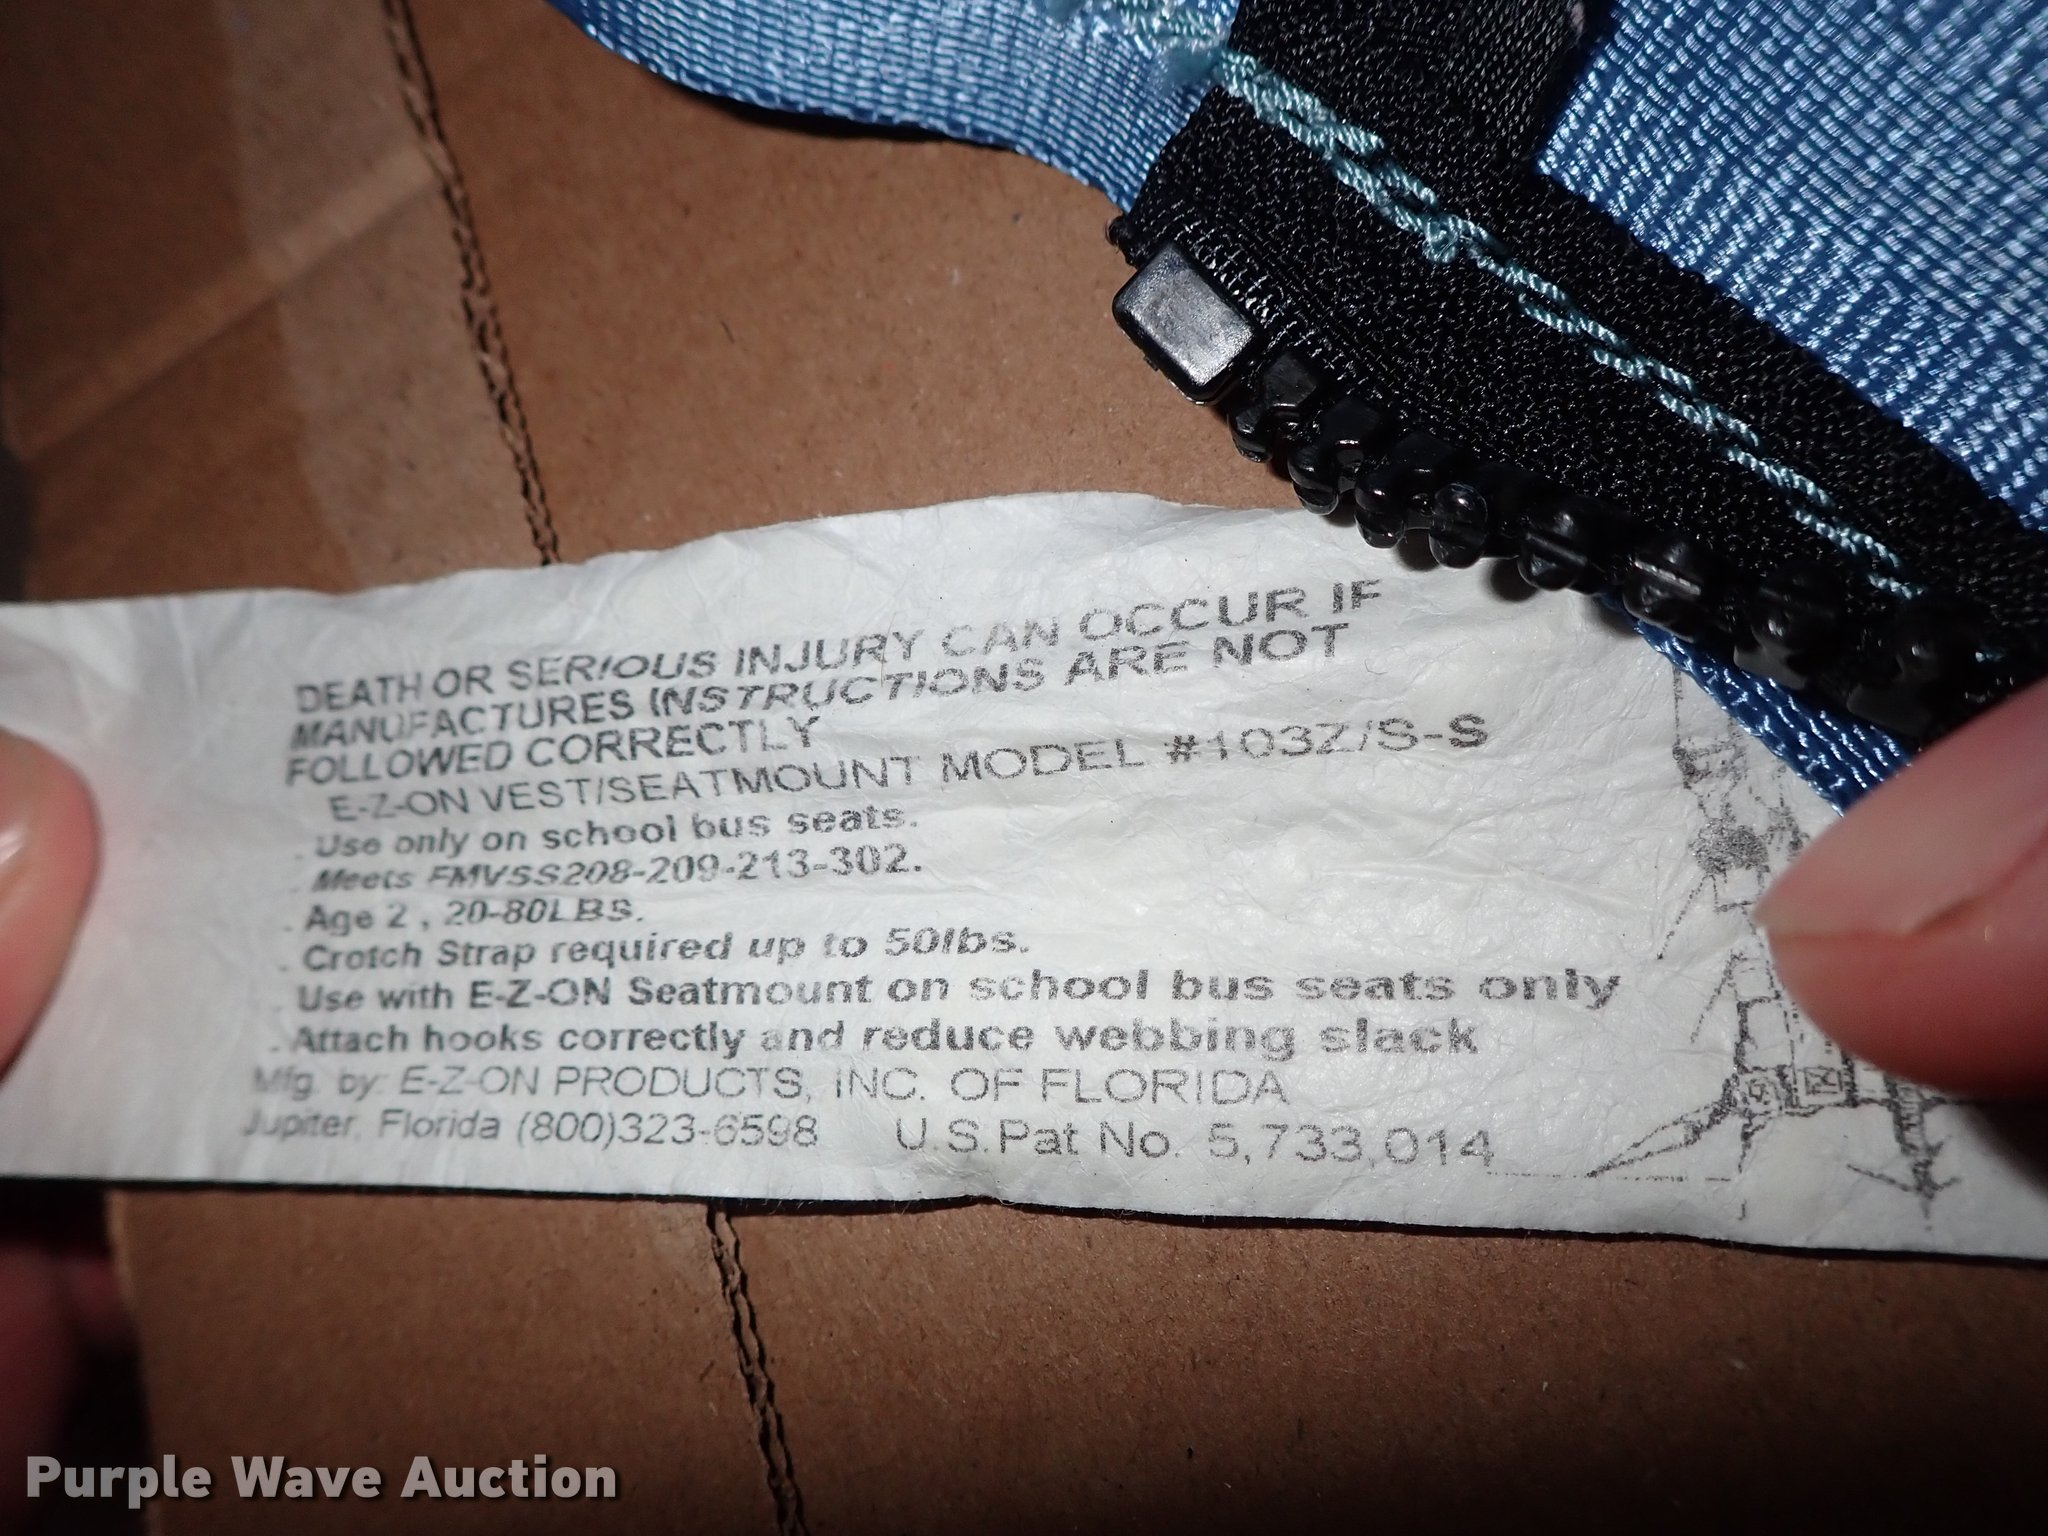 DEATH OR SERIOUS INJURY CAN OCCUR IF
MANUFACTURES INSTRUCTIONS ARE NOT
FOLLOWED CORRECTLY
E-Z-ON VEST/SEATMOUNT MODEL #103Z/S-S
. Use only on school bus seats.
. Meets FMVSS208-209-213-302.
. Age 2 , 20-80LBS.
. Crotch Strap required up to 50lbs.
. Use with E-Z-ON Seatmount on school bus seats only
. Attach hooks correctly and reduce webbing slack
Mfg. by: E-Z-ON PRODUCTS, INC. OF FLORIDA
Jupiter, Florida (800)323-6598 U.S.Pat No. 5,733,014
Purple Wave Auction